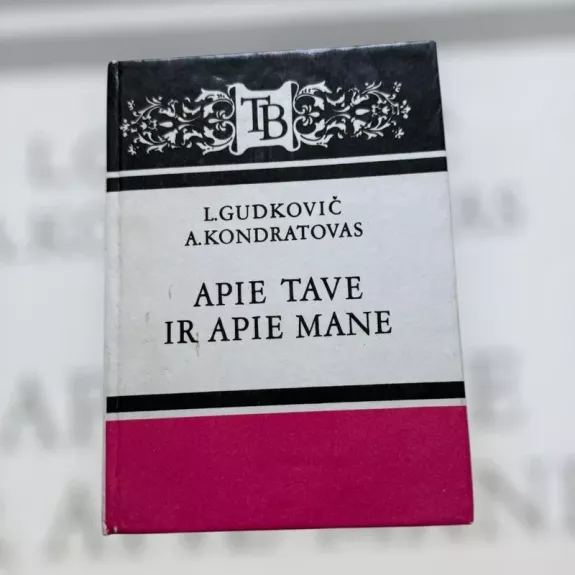 TB
L.GUDKOVIČ
A.KONDRATOVAS
APIE TAVE
IR APIE MANE